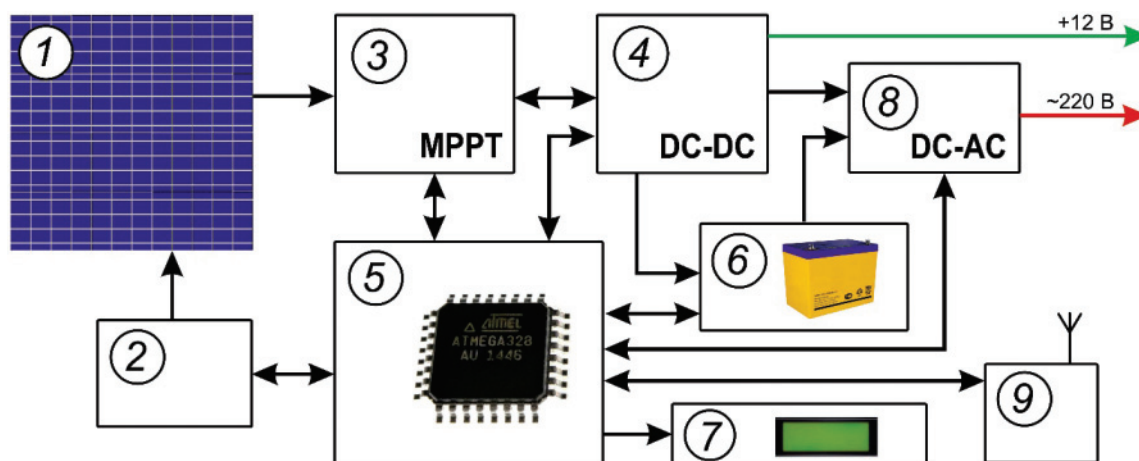 1
3
MPPT
4
DC-DC
+12 В
8
DC-AC
~220 В
2
5
ATMEL
ATMEGA328
AU 1446
6
7
9